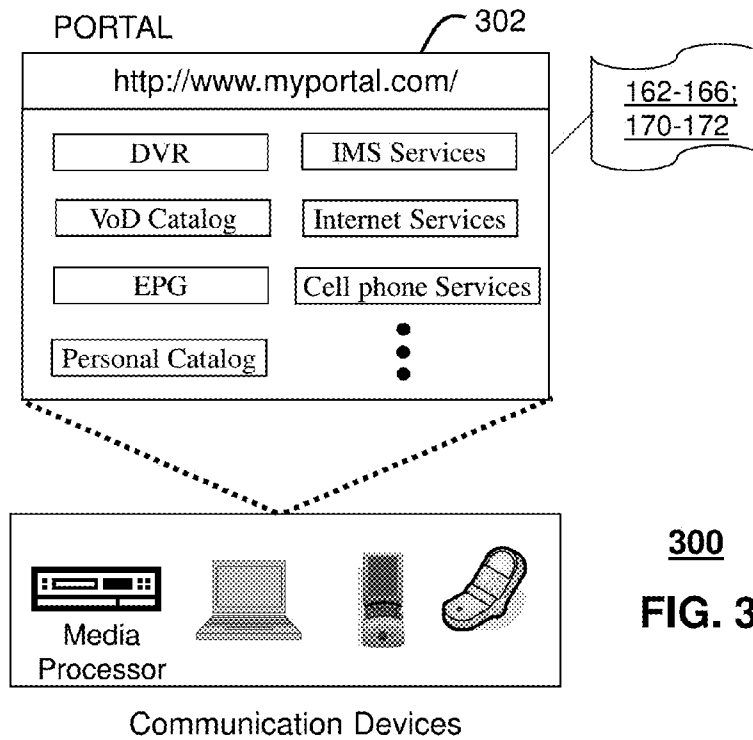 PORTAL
302
http://www.myportal.com/
162-166;
170-172
DVR
IMS Services
VoD Catalog
Internet Services
EPG
Cell phone Services
Personal Catalog
Media
Processor
300
FIG. 3
Communication Devices